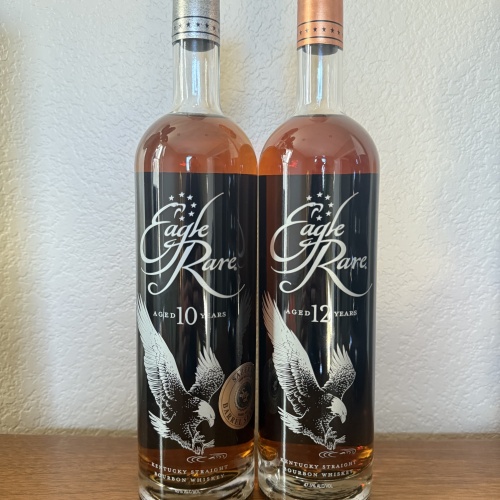 Eagle
Rare
AGED 10 YEARS
KENTUCKY STRAIGHT
BOURBON WHISKEY
Eagle
Rare
AGED 12 YEARS
KENTUCKY STRAIGHT
BOURBON WHISKEY